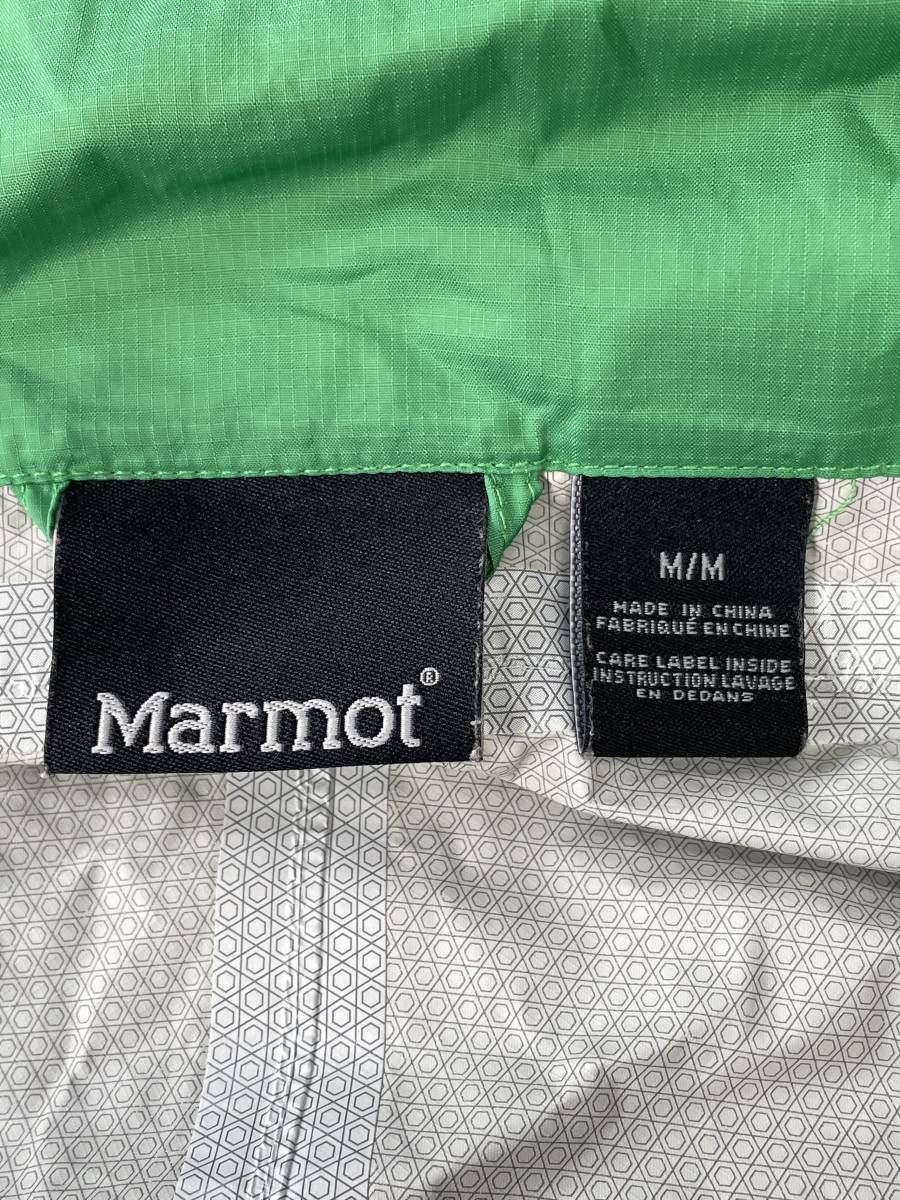 Marmot®
M/M
MADE IN CHINA
FABRIQUÉ EN CHINE
CARE LABEL INSIDE
INSTRUCTION LAVAGE
EN DEDANS